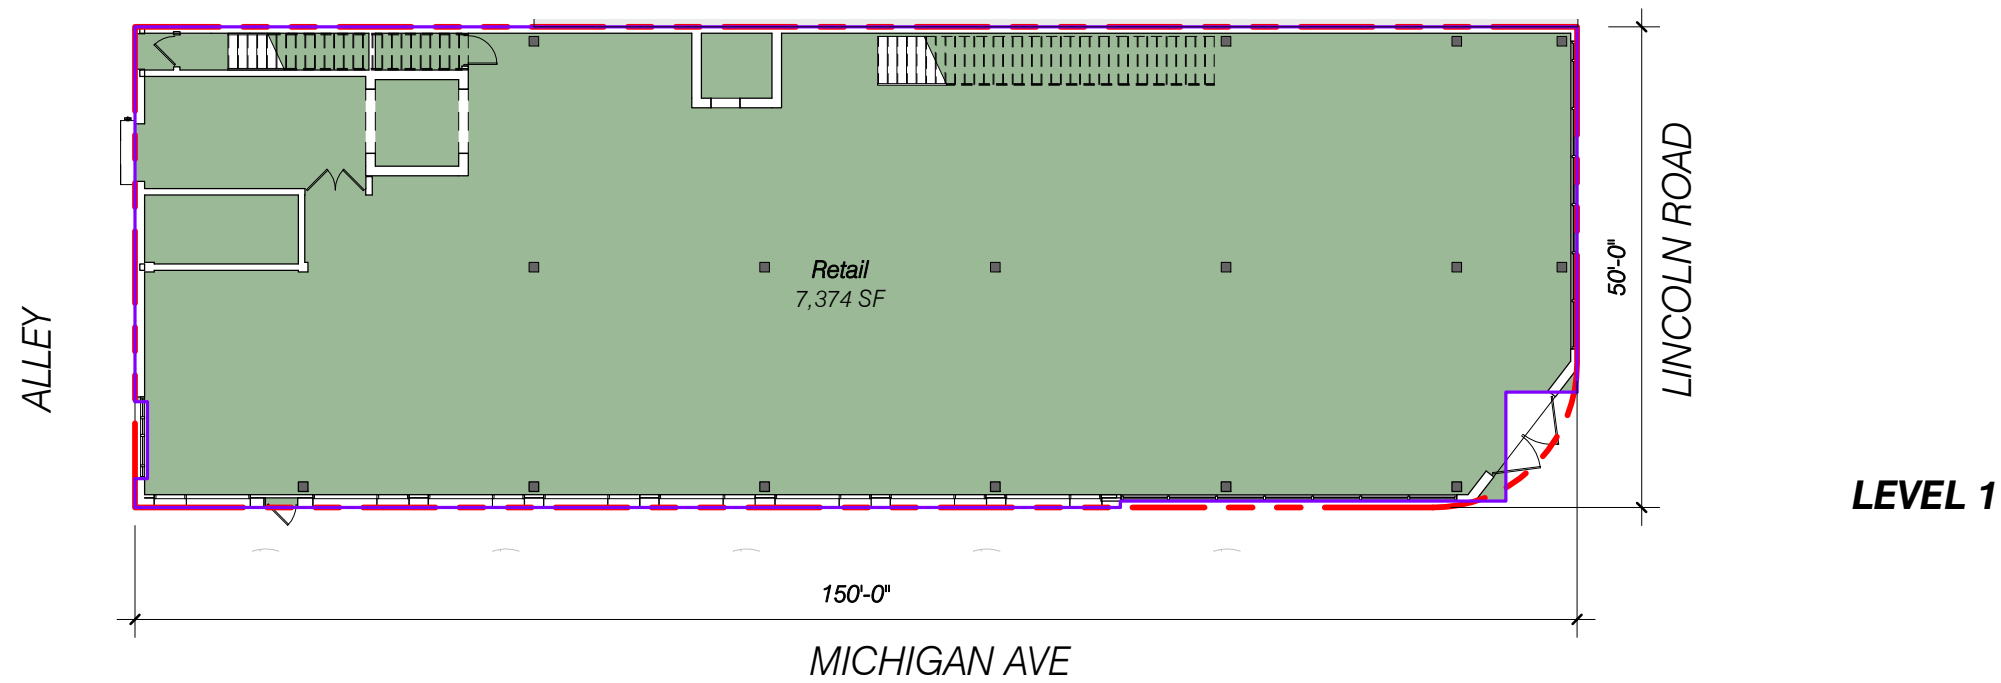 ALLEY
Retail
7,374 SF
50'-0"
LINCOLN ROAD
LEVEL 1
150'-0"
MICHIGAN AVE